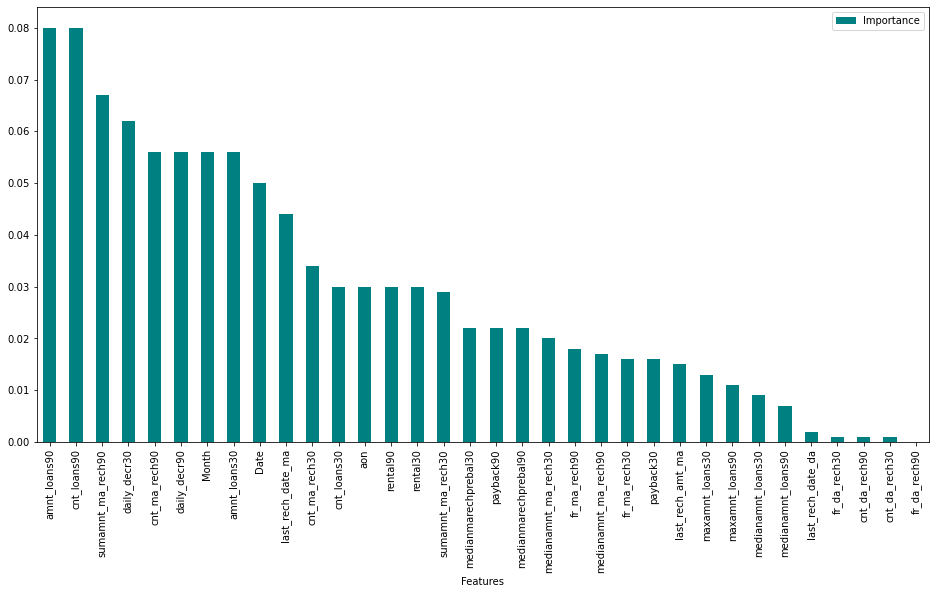 Importance
0.08
0.07
0.06
0.05
0.04
0.03
0.02
0.01
0.00
amnt_loans90
cnt_loans90
sumamnt_ma_rech90
daily_decr30
cnt_ma_rech90
daily_decr90
Month
amnt_loans30
Date
last_rech_date_ma
cnt_ma_rech30
cnt_loans30
aon
rental90
rental30
sumamnt_ma_rech30
medianmarechprebal30
payback90
medianmarechprebal90
medianamnt_ma_rech30
fr_ma_rech90
medianamnt_ma_rech90
fr_ma_rech30
payback30
last_rech_amt_ma
maxamnt_loans30
maxamnt_loans90
medianamnt_loans30
medianamnt_loans90
last_rech_date_da
fr_da_rech30
cnt_da_rech90
cnt_da_rech30
fr_da_rech90
Features